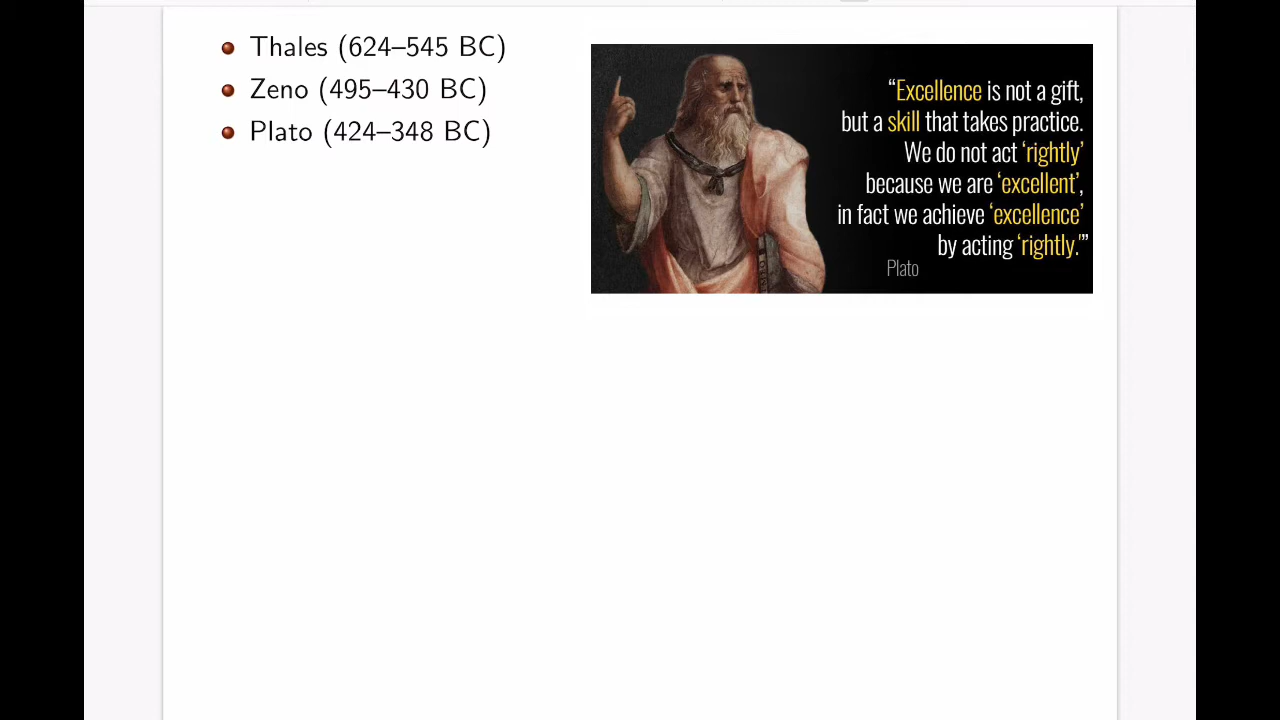 Thales (624–545 BC)
Zeno (495–430 BC)
Plato (424–348 BC)
“Excellence is not a gift,
but a skill that takes practice.
We do not act ‘rightly’
because we are ‘excellent’,
in fact we achieve ‘excellence’
by acting ‘rightly.’”
Plato